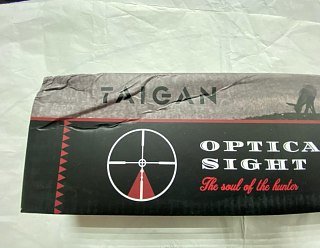 TAIGAN
OPTICA
SIGHT
The soul of the hunter